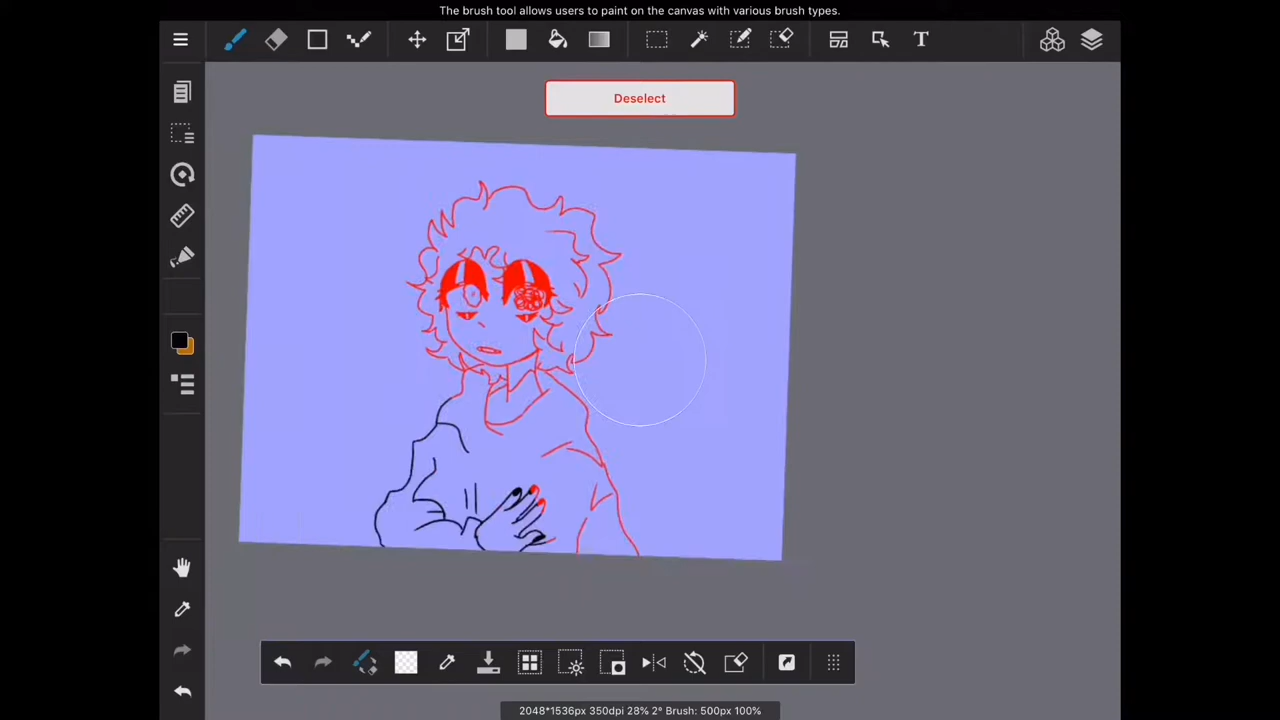 The brush tool allows users to paint on the canvas with various brush types.
T
Deselect
2048*1536px 350dpi 28% 2° Brush: 500px 100%